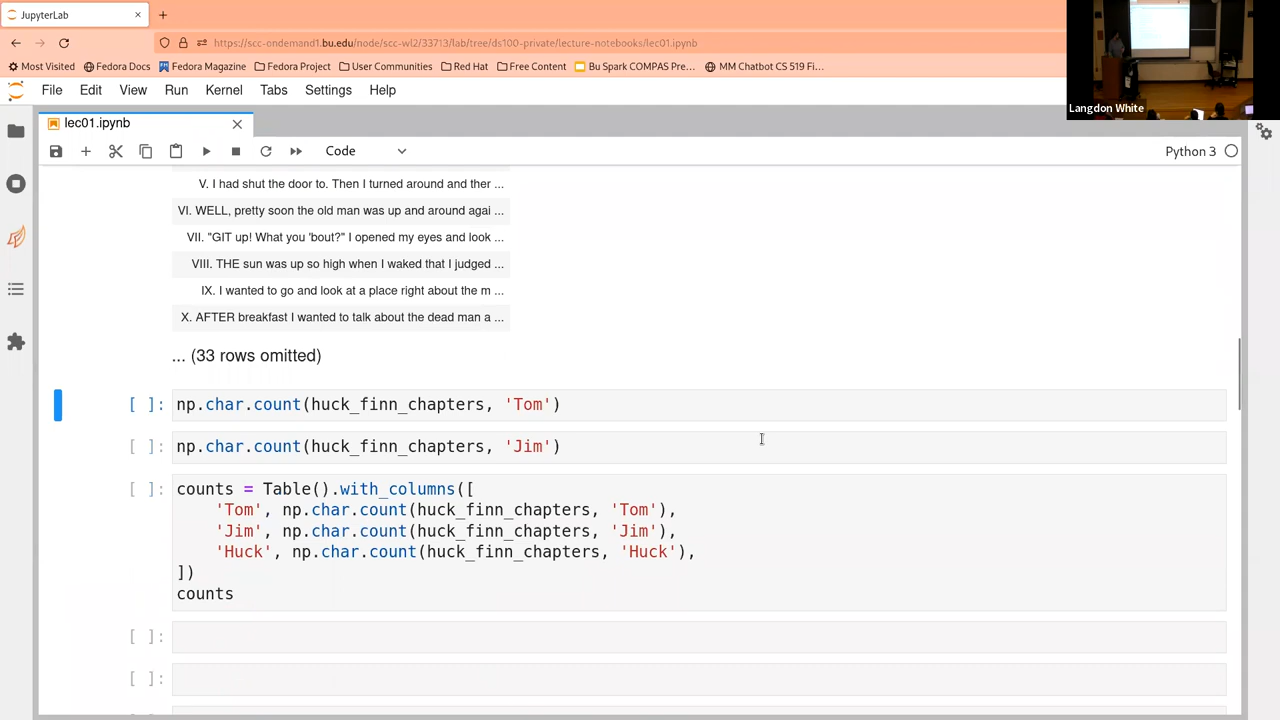 JupyterLab
https://scc-ondemand1.bu.edu/node/scc-wl2/33713/lab/tree/ds100-private/lecture-notebooks/lec01.ipynb
Most Visited Fedora Docs Fedora Magazine Fedora Project User Communities Red Hat Free Content Bu Spark COMPAS Pre... MM Chatbot CS 519 Fi...
Langdon White
File Edit View Run Kernel Tabs Settings Help
lec01.ipynb
Code Python 3
V. I had shut the door to. Then I turned around and ther ...
VI. WELL, pretty soon the old man was up and around agai ...
VII. "GIT up! What you 'bout?" I opened my eyes and look ...
VIII. THE sun was up so high when I waked that I judged ...
IX. I wanted to go and look at a place right about the m ...
X. AFTER breakfast I wanted to talk about the dead man a ...
... (33 rows omitted)
[ ]: np.char.count(huck_finn_chapters, 'Tom')
[ ]: np.char.count(huck_finn_chapters, 'Jim')
[ ]: counts = Table().with_columns([
'Tom', np.char.count(huck_finn_chapters, 'Tom'),
'Jim', np.char.count(huck_finn_chapters, 'Jim'),
'Huck', np.char.count(huck_finn_chapters, 'Huck'),
])
counts
[ ]:
[ ]: